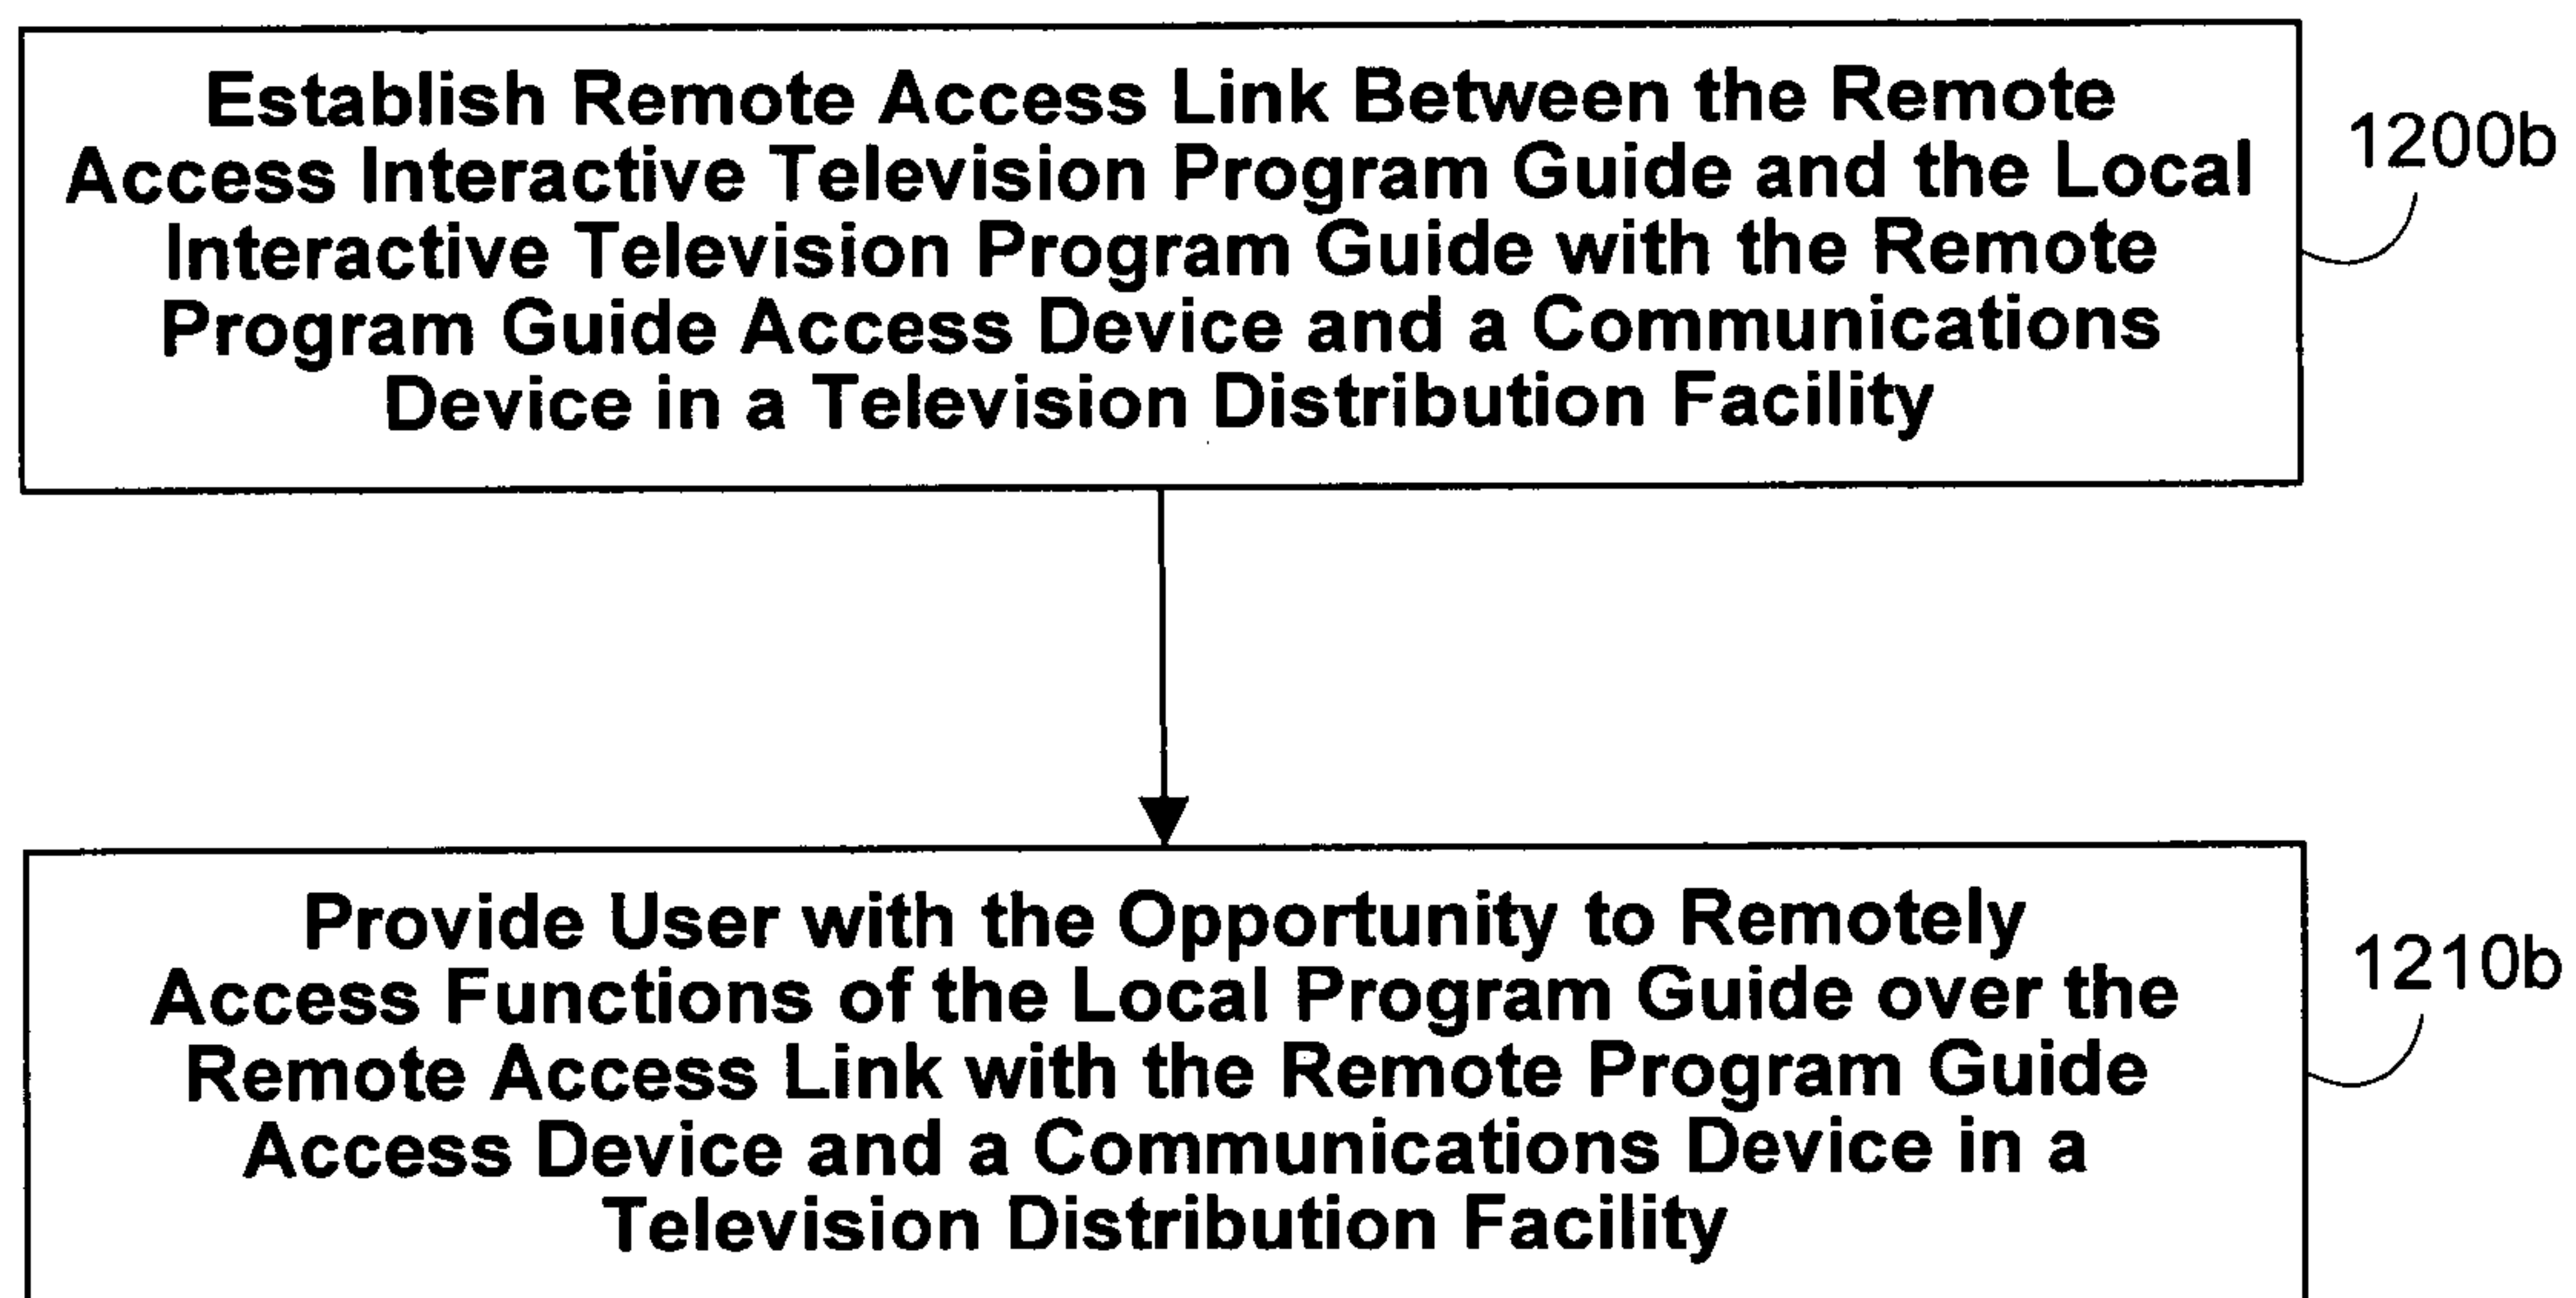 Establish Remote Access Link Between the Remote
Access Interactive Television Program Guide and the Local
Interactive Television Program Guide with the Remote
Program Guide Access Device and a Communications
Device in a Television Distribution Facility
1200b
Provide User with the Opportunity to Remotely
Access Functions of the Local Program Guide over the
Remote Access Link with the Remote Program Guide
Access Device and a Communications Device in a
Television Distribution Facility
1210b